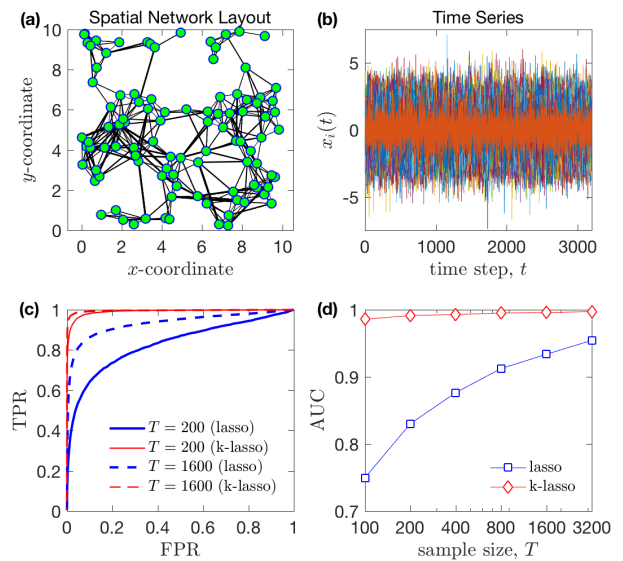 (a) Spatial Network Layout
10
8
6
4
2
0
y-coordinate
0 2 4 6 8 10
x-coordinate
(b) Time Series
5
0
-5
x_i(t)
0 1000 2000 3000
time step, t
(c)
1
0.8
0.6
0.4
0.2
0
TPR
T = 200 (lasso)
T = 200 (k-lasso)
T = 1600 (lasso)
T = 1600 (k-lasso)
0 0.2 0.4 0.6 0.8 1
FPR
(d)
1
0.9
0.8
0.7
AUC
lasso
k-lasso
100 200 400 800 1600 3200
sample size, T